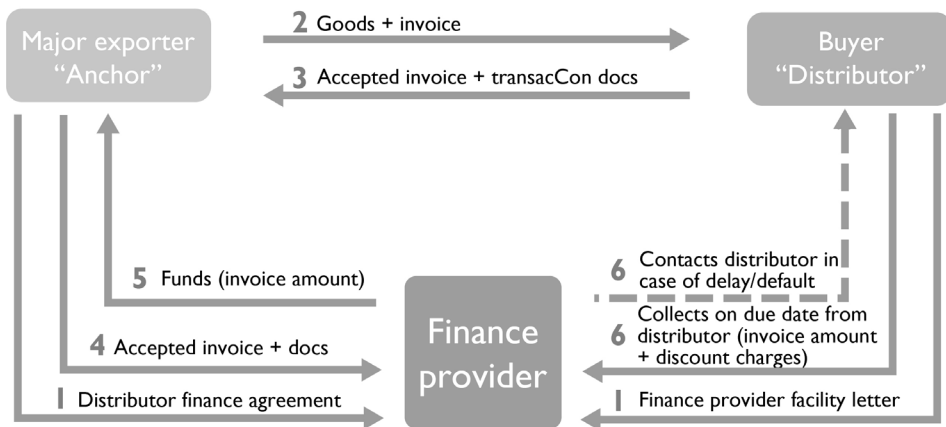 Major exporter
“Anchor”
2 Goods + invoice
3 Accepted invoice + transacCon docs
Buyer
“Distributor”
5 Funds (invoice amount)
4 Accepted invoice + docs
1 Distributor finance agreement
Finance
provider
6 Contacts distributor in
case of delay/default
6 Collects on due date from
distributor (invoice amount
+ discount charges)
1 Finance provider facility letter